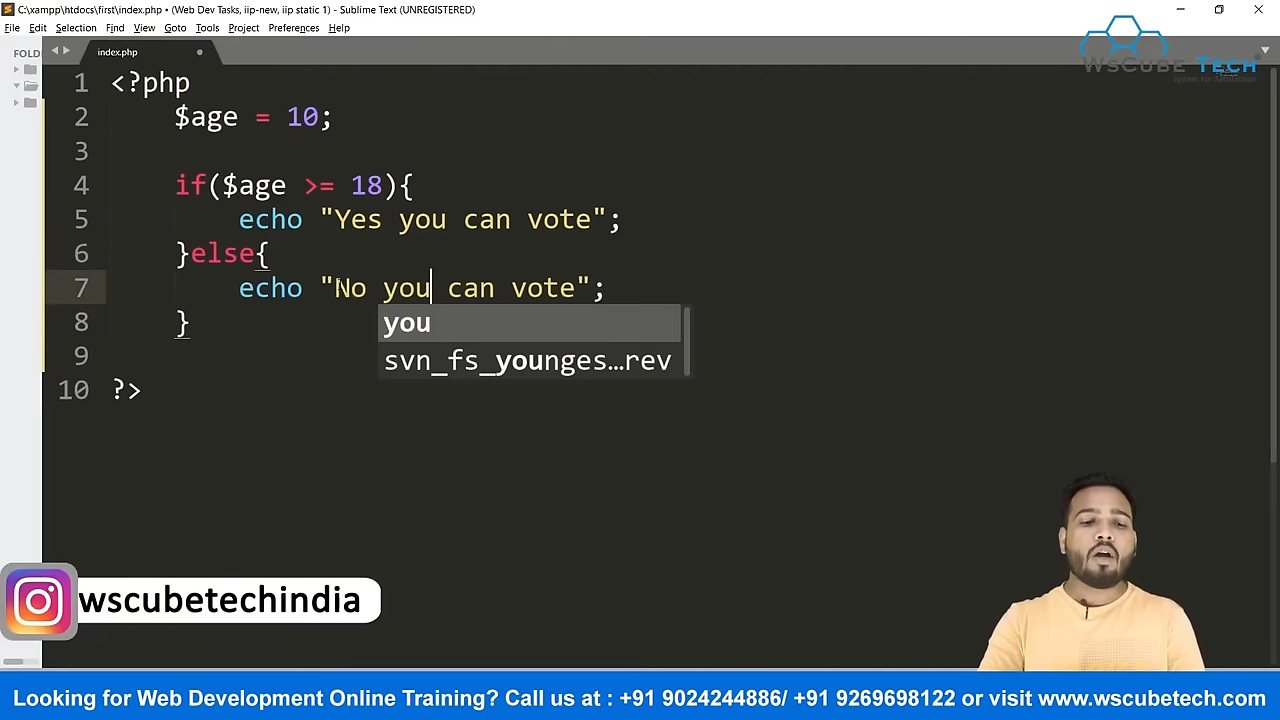 C:\xampp\htdocs\first\index.php • (Web Dev Tasks, iip-new, iip static 1) - Sublime Text (UNREGISTERED)
File Edit Selection Find View Goto Tools Project Preferences Help
FOLD
index.php
WsCube Tech
1 <?php
2 $age = 10;
3
4 if($age >= 18){
5 echo "Yes you can vote";
6 }else{
7 echo "No you can vote";
you
8 }
svn_fs_younges…rev
9
10 ?>
wscubetechindia
Looking for Web Development Online Training? Call us at : +91 9024244886/ +91 9269698122 or visit www.wscubetech.com